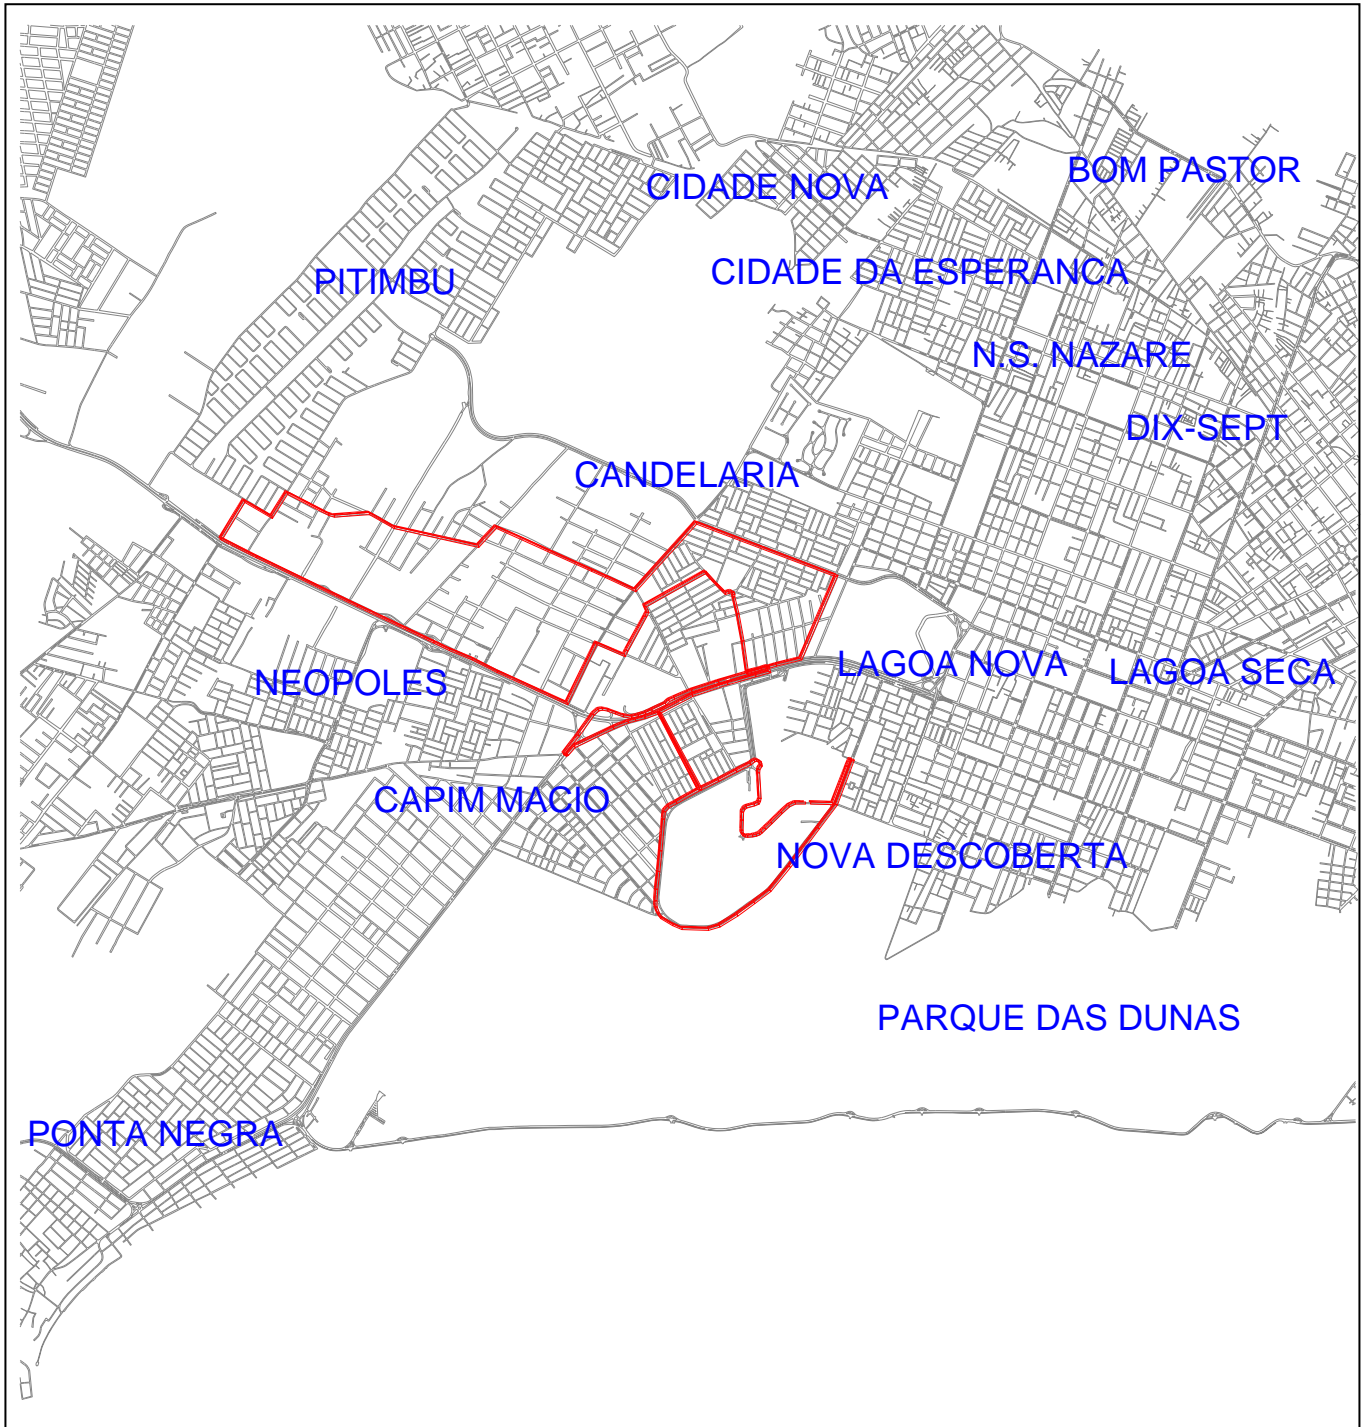 BOM PASTOR
CIDADE NOVA
CIDADE DA ESPERANCA
PITIMBU
N.S. NAZARE
DIX-SEPT
CANDELARIA
LAGOA NOVA
LAGOA SECA
NEOPOLES
CAPIM MACIO
NOVA DESCOBERTA
PARQUE DAS DUNAS
PONTA NEGRA